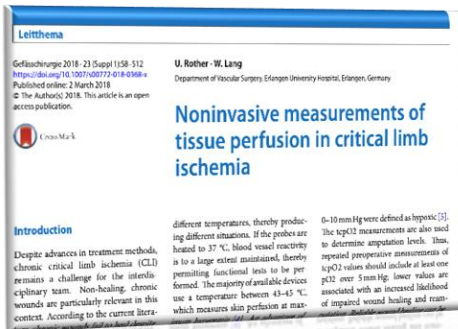 Leitthema
Gefässchirurgie 2018 · 23 (Suppl 1):S8–S12
https://doi.org/10.1007/s00772-018-0368-x
Published online: 2 March 2018
© The Author(s) 2018. This article is an open
access publication.
CrossMark
U. Rother · W. Lang
Department of Vascular Surgery, Erlangen University Hospital, Erlangen, Germany
Noninvasive measurements of
tissue perfusion in critical limb
ischemia
Introduction
Despite advances in treatment methods,
chronic critical limb ischemia (CLI)
remains a challenge for the interdis-
ciplinary team. Non-healing, chronic
wounds are particularly relevant in this
context. According to the current litera-
different temperatures, thereby produc-
ing different situations. If the probes are
heated to 37 °C, blood vessel reactivity
is to a large extent maintained, thereby
permitting functional tests to be per-
formed. The majority of available devices
use a temperature between 43–45 °C,
which measures skin perfusion at max-
0–10 mm Hg were defined as hypoxic [3].
The tcpO2 measurements are also used
to determine amputation levels. Thus,
repeated preoperative measurements of
tcpO2 values should include at least one
pO2 over 5 mm Hg, lower values are
associated with an increased likelihood
of impaired wound healing and ream-